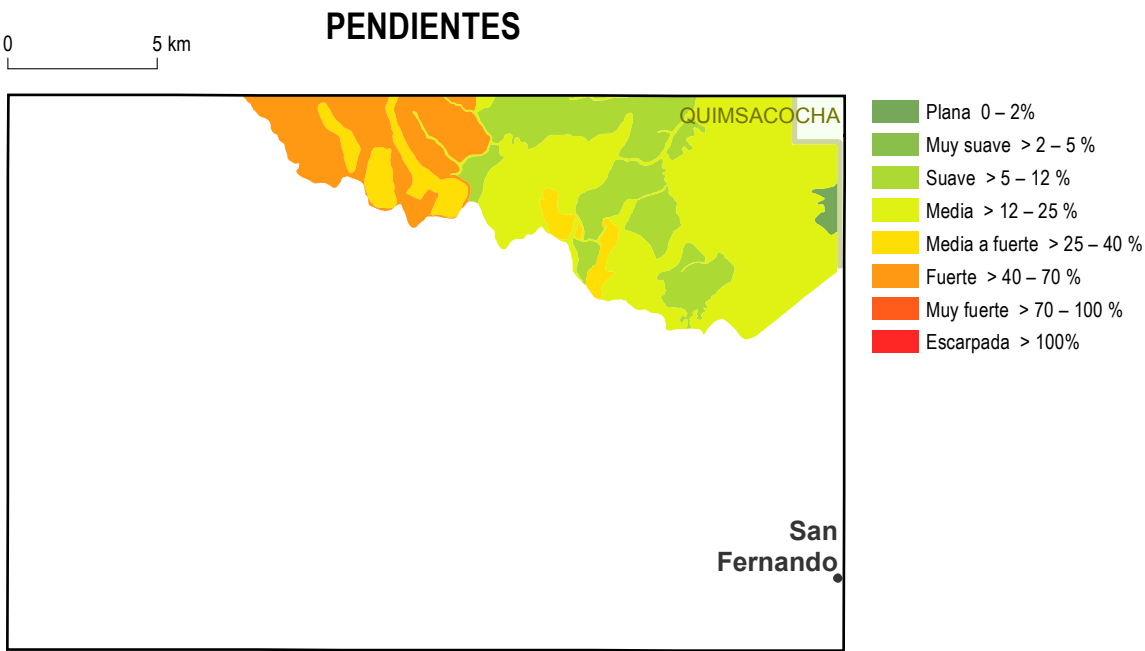 PENDIENTES
0 5 km
QUIMSACOCHA
Plana 0 – 2%
Muy suave > 2 – 5 %
Suave > 5 – 12 %
Media > 12 – 25 %
Media a fuerte > 25 – 40 %
Fuerte > 40 – 70 %
Muy fuerte > 70 – 100 %
Escarpada > 100%
San
Fernando